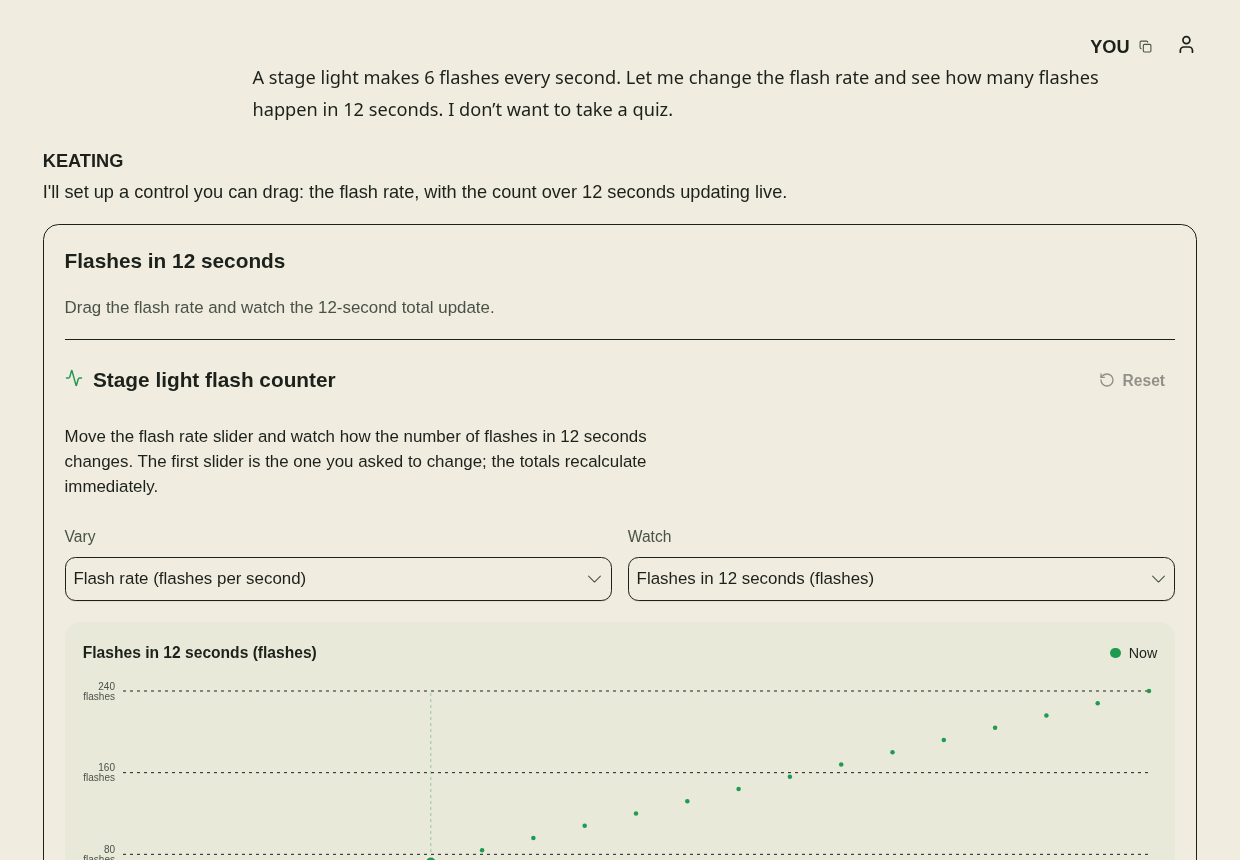 YOU
A stage light makes 6 flashes every second. Let me change the flash rate and see how many flashes
happen in 12 seconds. I don’t want to take a quiz.
KEATING
I'll set up a control you can drag: the flash rate, with the count over 12 seconds updating live.
Flashes in 12 seconds
Drag the flash rate and watch the 12-second total update.
Stage light flash counter
Reset
Move the flash rate slider and watch how the number of flashes in 12 seconds
changes. The first slider is the one you asked to change; the totals recalculate
immediately.
Vary
Watch
Flash rate (flashes per second)
Flashes in 12 seconds (flashes)
Flashes in 12 seconds (flashes)
Now
240
flashes
160
flashes
80
flashes